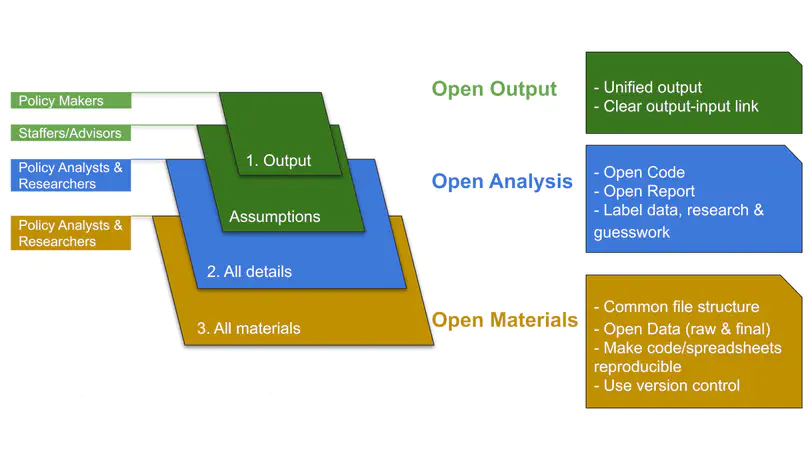 Policy Makers
Staffers/Advisors
Policy Analysts &
Researchers
Policy Analysts &
Researchers
1. Output
Assumptions
2. All details
3. All materials
Open Output
- Unified output
- Clear output-input link
Open Analysis
- Open Code
- Open Report
- Label data, research &
guesswork
Open Materials
- Common file structure
- Open Data (raw & final)
- Make code/spreadsheets
reproducible
- Use version control